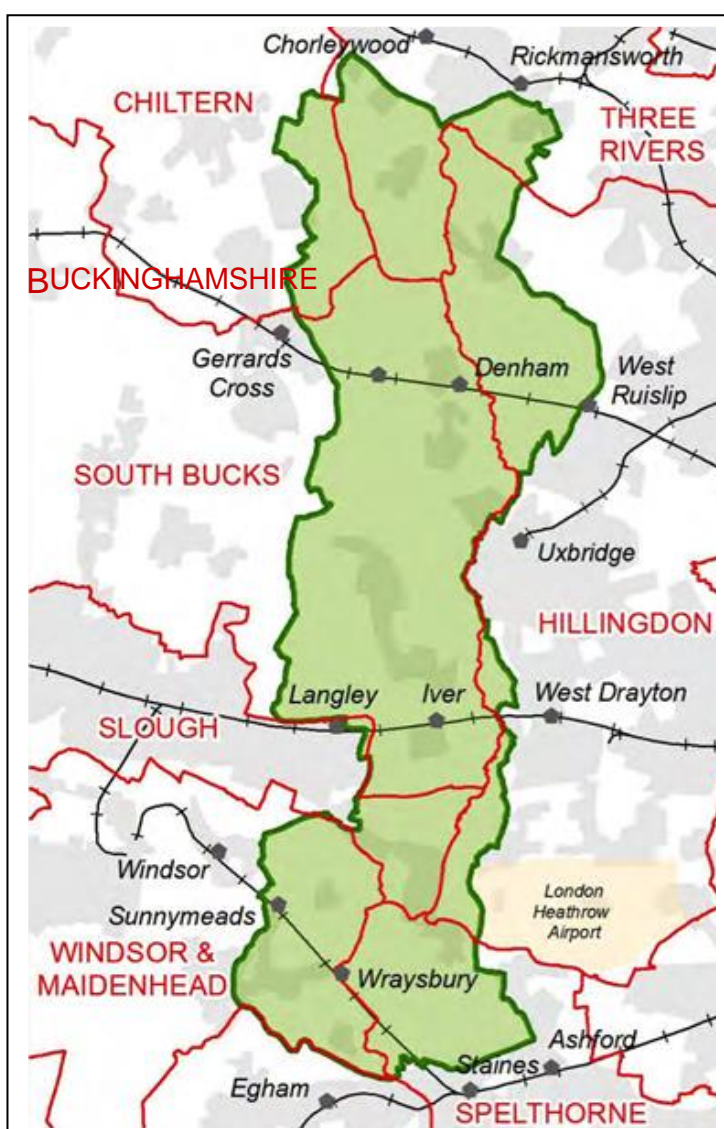 Chorleywood
Rickmansworth
CHILTERN
THREE
RIVERS
BUCKINGHAMSHIRE
Gerrards
Cross
Denham
West
Ruislip
SOUTH BUCKS
Uxbridge
HILLINGDON
Langley
Iver
West Drayton
SLOUGH
Windsor
Sunnymeads
London
Heathrow
Airport
WINDSOR &
MAIDENHEAD
Wraysbury
Ashford
Staines
Egham
SPELTHORNE